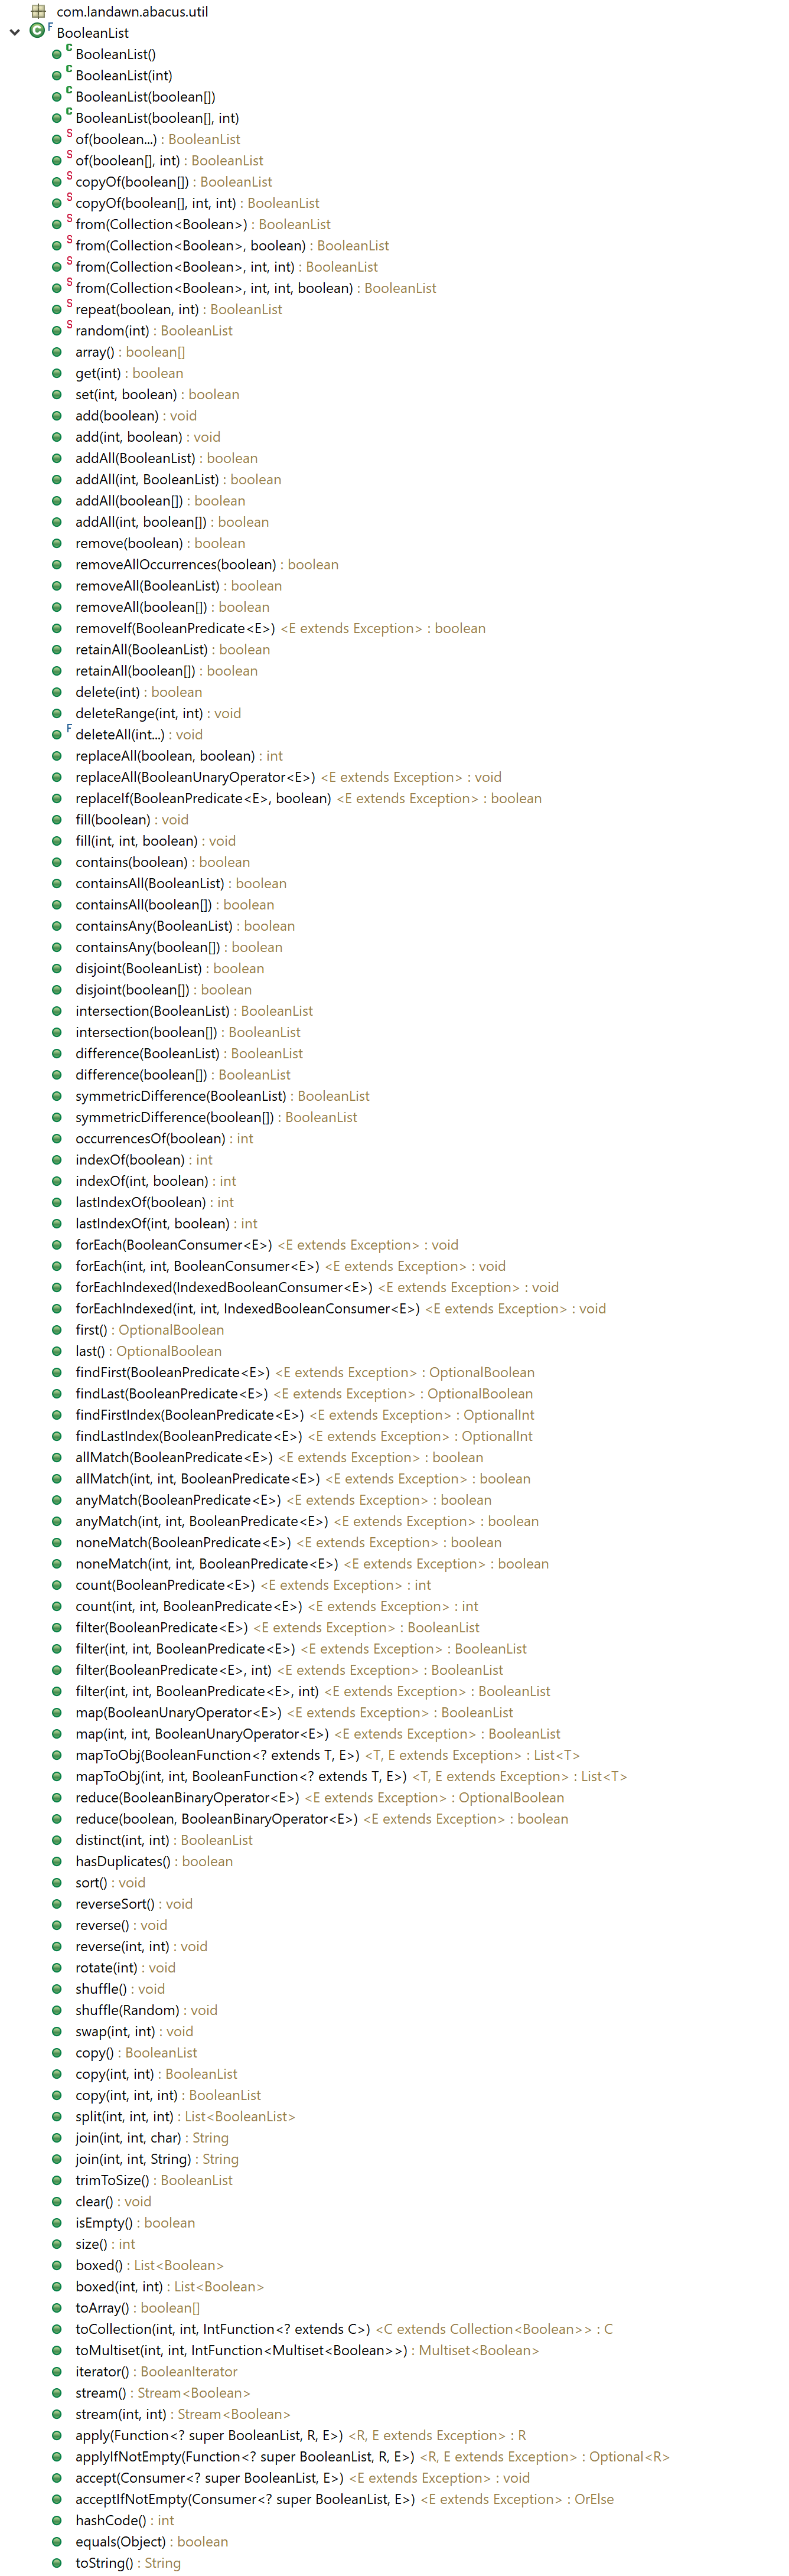 com.landawn.abacus.util
F BooleanList
C BooleanList()
C BooleanList(int)
C BooleanList(boolean[])
C BooleanList(boolean[], int)
S of(boolean...) : BooleanList
S of(boolean[], int) : BooleanList
S copyOf(boolean[]) : BooleanList
S copyOf(boolean[], int, int) : BooleanList
S from(Collection<Boolean>) : BooleanList
S from(Collection<Boolean>, boolean) : BooleanList
S from(Collection<Boolean>, int, int) : BooleanList
S from(Collection<Boolean>, int, int, boolean) : BooleanList
S repeat(boolean, int) : BooleanList
S random(int) : BooleanList
array() : boolean[]
get(int) : boolean
set(int, boolean) : boolean
add(boolean) : void
add(int, boolean) : void
addAll(BooleanList) : boolean
addAll(int, BooleanList) : boolean
addAll(boolean[]) : boolean
addAll(int, boolean[]) : boolean
remove(boolean) : boolean
removeAllOccurrences(boolean) : boolean
removeAll(BooleanList) : boolean
removeAll(boolean[]) : boolean
removeIf(BooleanPredicate<E>) <E extends Exception> : boolean
retainAll(BooleanList) : boolean
retainAll(boolean[]) : boolean
delete(int) : boolean
deleteRange(int, int) : void
F deleteAll(int...) : void
replaceAll(boolean, boolean) : int
replaceAll(BooleanUnaryOperator<E>) <E extends Exception> : void
replaceIf(BooleanPredicate<E>, boolean) <E extends Exception> : boolean
fill(boolean) : void
fill(int, int, boolean) : void
contains(boolean) : boolean
containsAll(BooleanList) : boolean
containsAll(boolean[]) : boolean
containsAny(BooleanList) : boolean
containsAny(boolean[]) : boolean
disjoint(BooleanList) : boolean
disjoint(boolean[]) : boolean
intersection(BooleanList) : BooleanList
intersection(boolean[]) : BooleanList
difference(BooleanList) : BooleanList
difference(boolean[]) : BooleanList
symmetricDifference(BooleanList) : BooleanList
symmetricDifference(boolean[]) : BooleanList
occurrencesOf(boolean) : int
indexOf(boolean) : int
indexOf(int, boolean) : int
lastIndexOf(boolean) : int
lastIndexOf(int, boolean) : int
forEach(BooleanConsumer<E>) <E extends Exception> : void
forEach(int, int, BooleanConsumer<E>) <E extends Exception> : void
forEachIndexed(IndexedBooleanConsumer<E>) <E extends Exception> : void
forEachIndexed(int, int, IndexedBooleanConsumer<E>) <E extends Exception> : void
first() : OptionalBoolean
last() : OptionalBoolean
findFirst(BooleanPredicate<E>) <E extends Exception> : OptionalBoolean
findLast(BooleanPredicate<E>) <E extends Exception> : OptionalBoolean
findFirstIndex(BooleanPredicate<E>) <E extends Exception> : OptionalInt
findLastIndex(BooleanPredicate<E>) <E extends Exception> : OptionalInt
allMatch(BooleanPredicate<E>) <E extends Exception> : boolean
allMatch(int, int, BooleanPredicate<E>) <E extends Exception> : boolean
anyMatch(BooleanPredicate<E>) <E extends Exception> : boolean
anyMatch(int, int, BooleanPredicate<E>) <E extends Exception> : boolean
noneMatch(BooleanPredicate<E>) <E extends Exception> : boolean
noneMatch(int, int, BooleanPredicate<E>) <E extends Exception> : boolean
count(BooleanPredicate<E>) <E extends Exception> : int
count(int, int, BooleanPredicate<E>) <E extends Exception> : int
filter(BooleanPredicate<E>) <E extends Exception> : BooleanList
filter(int, int, BooleanPredicate<E>) <E extends Exception> : BooleanList
filter(BooleanPredicate<E>, int) <E extends Exception> : BooleanList
filter(int, int, BooleanPredicate<E>, int) <E extends Exception> : BooleanList
map(BooleanUnaryOperator<E>) <E extends Exception> : BooleanList
map(int, int, BooleanUnaryOperator<E>) <E extends Exception> : BooleanList
mapToObj(BooleanFunction<? extends T, E>) <T, E extends Exception> : List<T>
mapToObj(int, int, BooleanFunction<? extends T, E>) <T, E extends Exception> : List<T>
reduce(BooleanBinaryOperator<E>) <E extends Exception> : OptionalBoolean
reduce(boolean, BooleanBinaryOperator<E>) <E extends Exception> : boolean
distinct(int, int) : BooleanList
hasDuplicates() : boolean
sort() : void
reverseSort() : void
reverse() : void
reverse(int, int) : void
rotate(int) : void
shuffle() : void
shuffle(Random) : void
swap(int, int) : void
copy() : BooleanList
copy(int, int) : BooleanList
copy(int, int, int) : BooleanList
split(int, int, int) : List<BooleanList>
join(int, int, char) : String
join(int, int, String) : String
trimToSize() : BooleanList
clear() : void
isEmpty() : boolean
size() : int
boxed() : List<Boolean>
boxed(int, int) : List<Boolean>
toArray() : boolean[]
toCollection(int, int, IntFunction<? extends C>) <C extends Collection<Boolean>> : C
toMultiset(int, int, IntFunction<Multiset<Boolean>>) : Multiset<Boolean>
iterator() : BooleanIterator
stream() : Stream<Boolean>
stream(int, int) : Stream<Boolean>
apply(Function<? super BooleanList, R, E>) <R, E extends Exception> : R
applyIfNotEmpty(Function<? super BooleanList, R, E>) <R, E extends Exception> : Optional<R>
accept(Consumer<? super BooleanList, E>) <E extends Exception> : void
acceptIfNotEmpty(Consumer<? super BooleanList, E>) <E extends Exception> : OrElse
hashCode() : int
equals(Object) : boolean
toString() : String